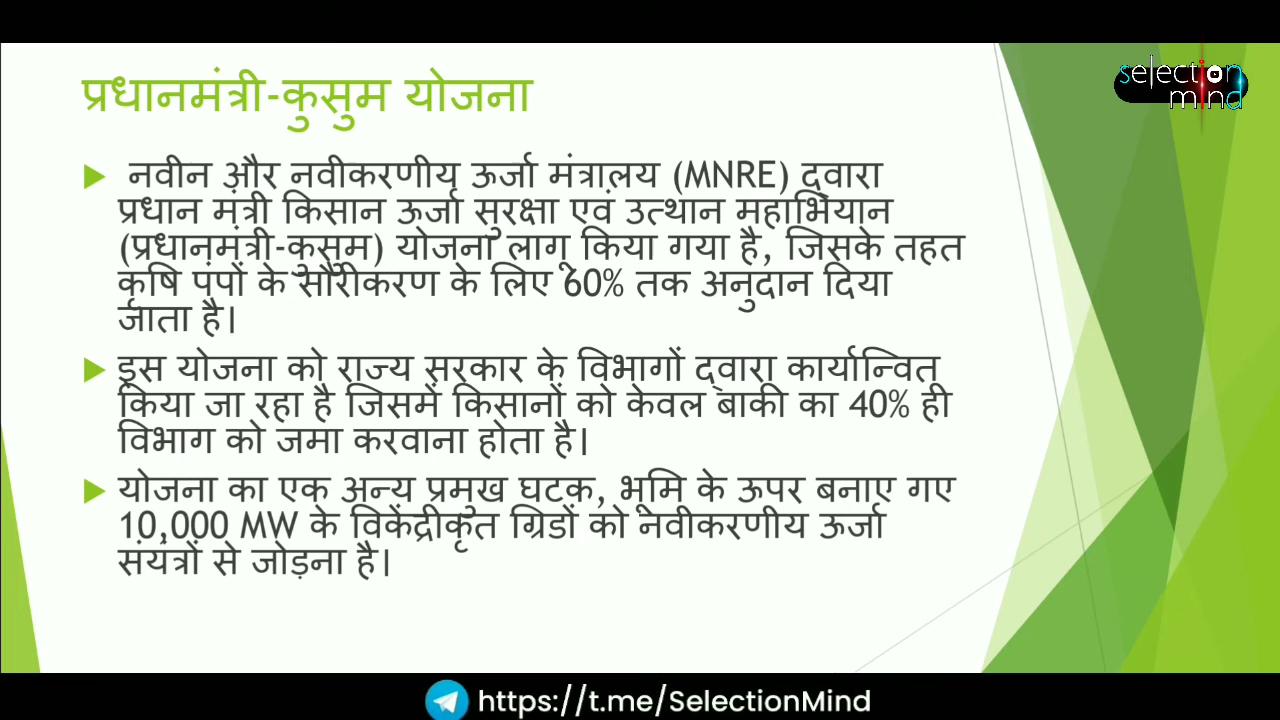 selection
mind
प्रधानमंत्री-कुसुम योजना
नवीन और नवीकरणीय ऊर्जा मंत्रालय (MNRE) द्वारा
प्रधान मंत्री किसान ऊर्जा सुरक्षा एवं उत्थान महाभियान
(प्रधानमंत्री-कुसुम) योजना लागू किया गया है, जिसके तहत
कृषि पंपों के सौरीकरण के लिए 60% तक अनुदान दिया
जाता है।
इस योजना को राज्य सरकार के विभागों द्वारा कार्यान्वित
किया जा रहा है जिसमें किसानों को केवल बाकी का 40% ही
विभाग को जमा करवाना होता है।
योजना का एक अन्य प्रमुख घटक, भूमि के ऊपर बनाए गए
10,000 MW के विकेंद्रीकृत ग्रिडों को नवीकरणीय ऊर्जा
संयंत्रों से जोड़ना है।
https://t.me/SelectionMind